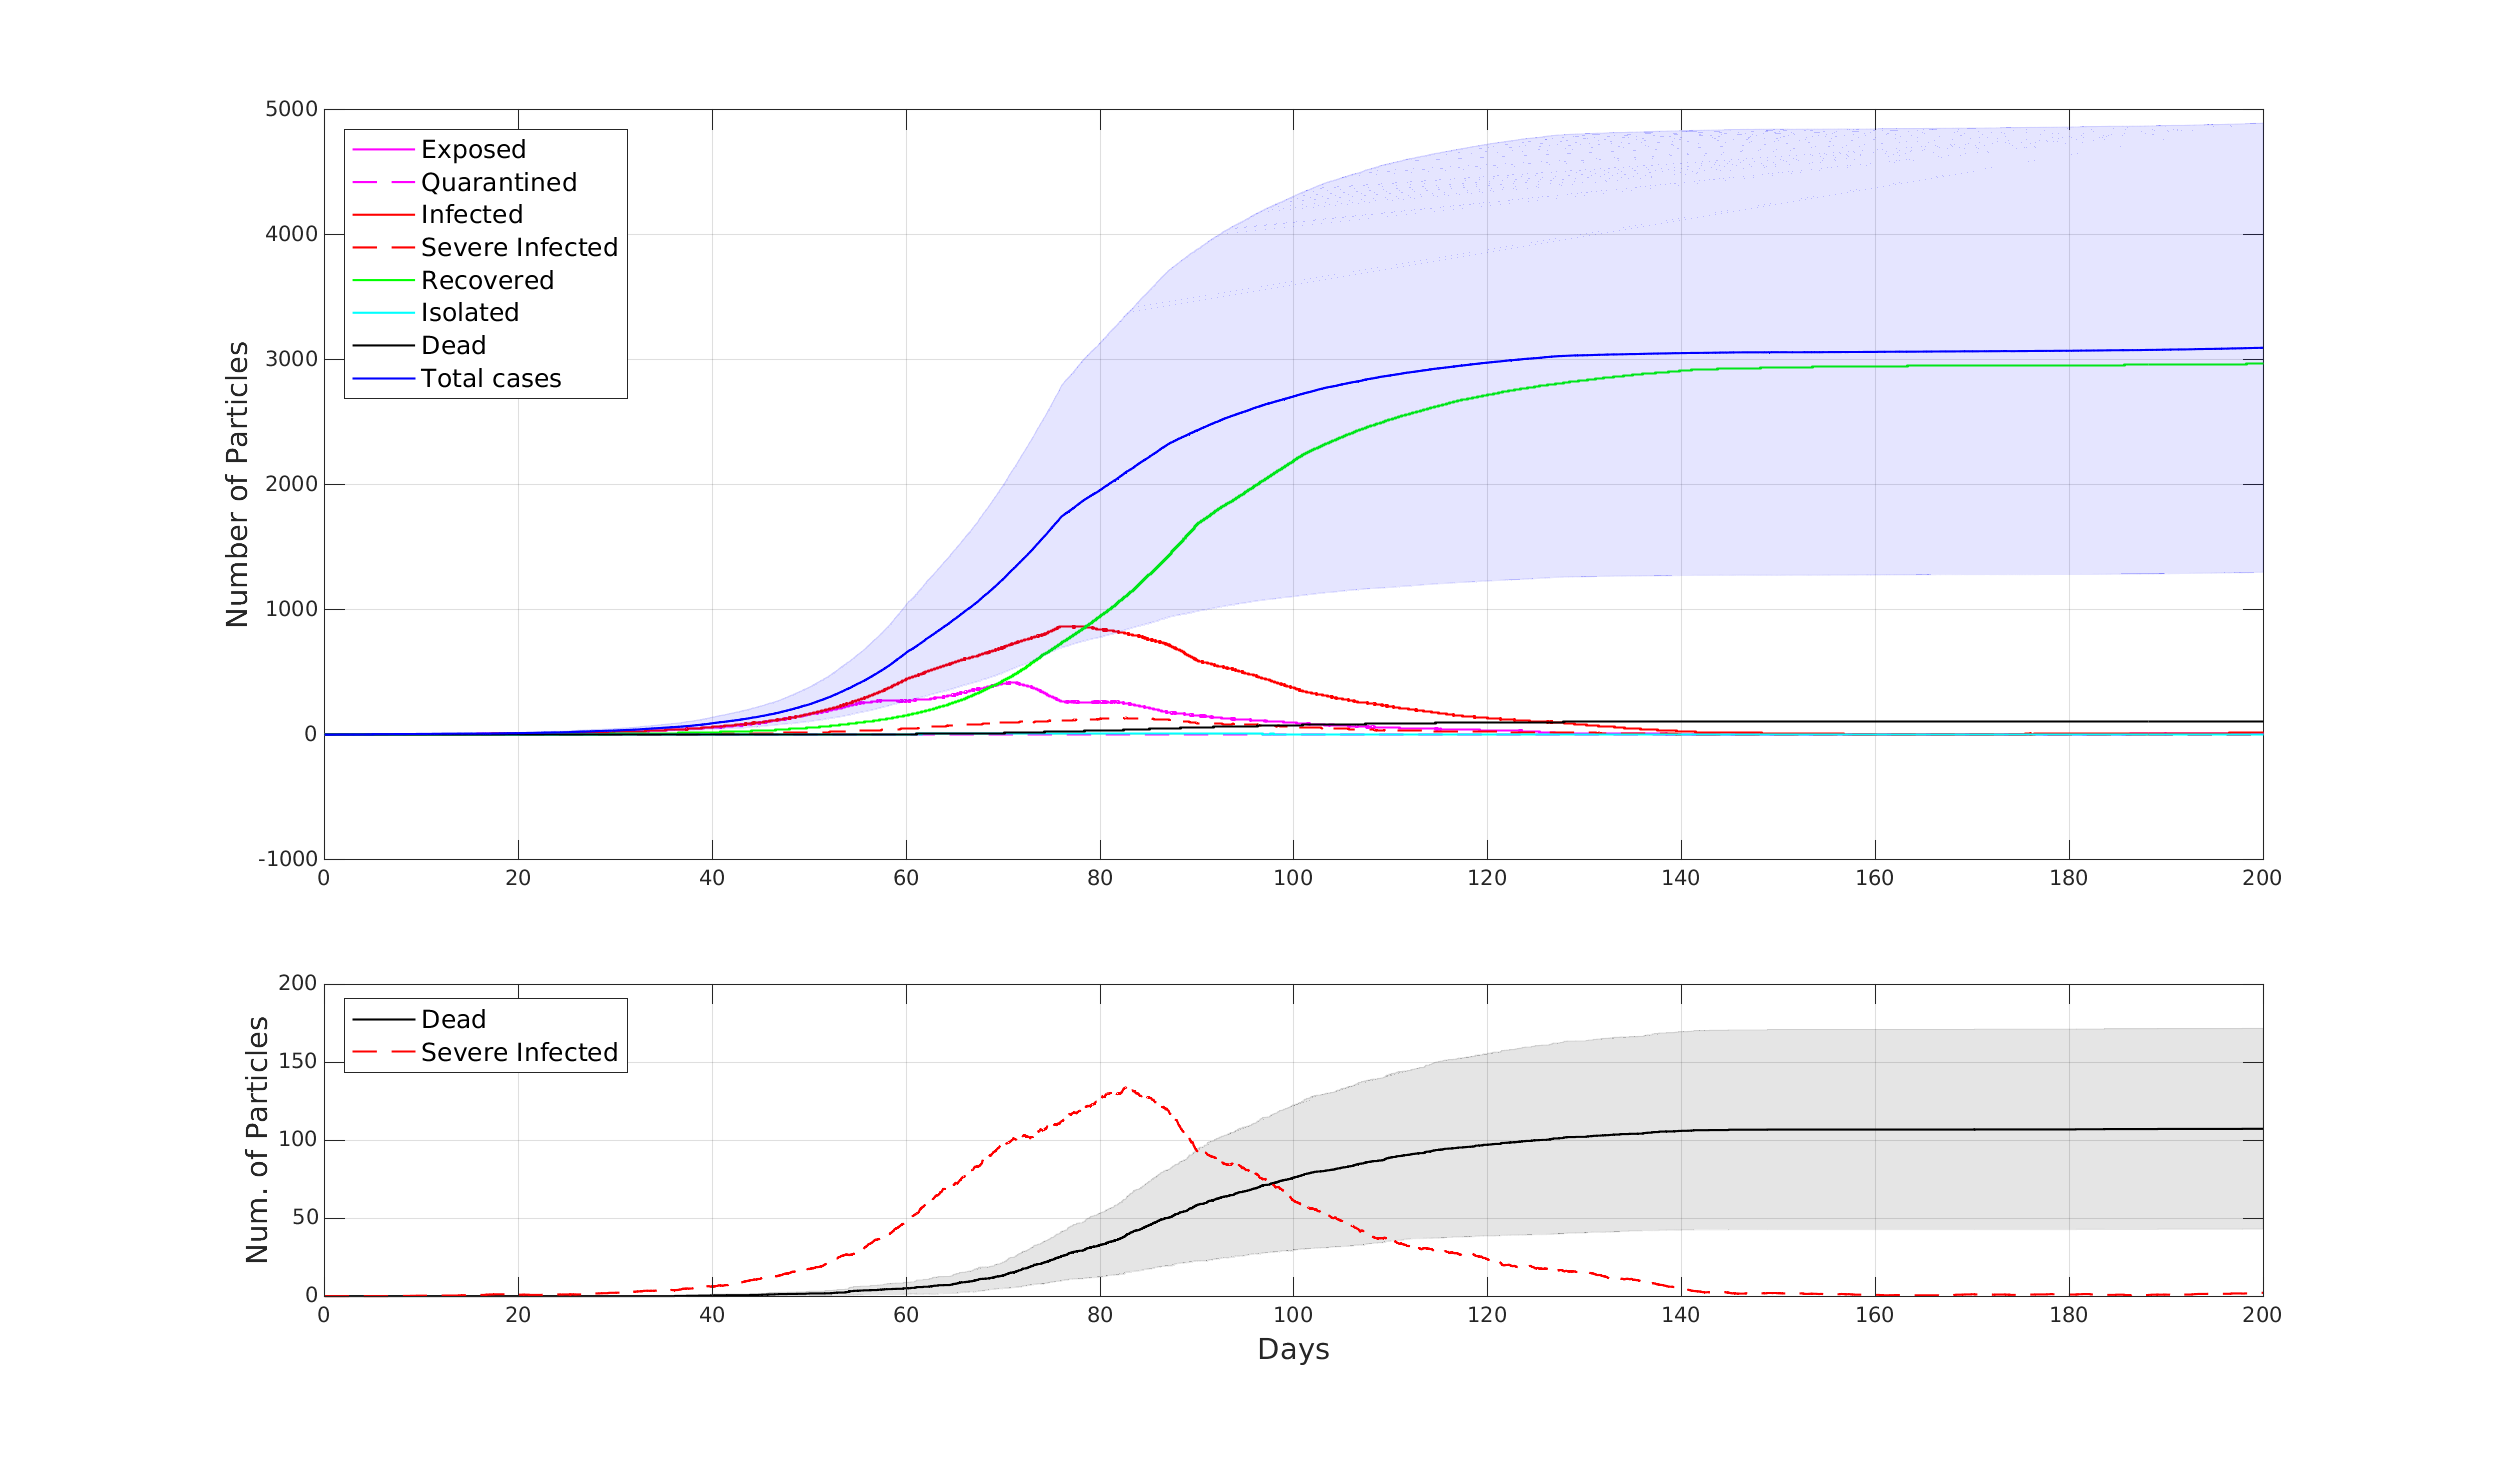 5000
4000
3000
2000
1000
0
-1000
Number of Particles
Exposed
Quarantined
Infected
Severe Infected
Recovered
Isolated
Dead
Total cases
0 20 40 60 80 100 120 140 160 180 200
200
150
100
50
0
Num. of Particles
Dead
Severe Infected
0 20 40 60 80 100 120 140 160 180 200
Days